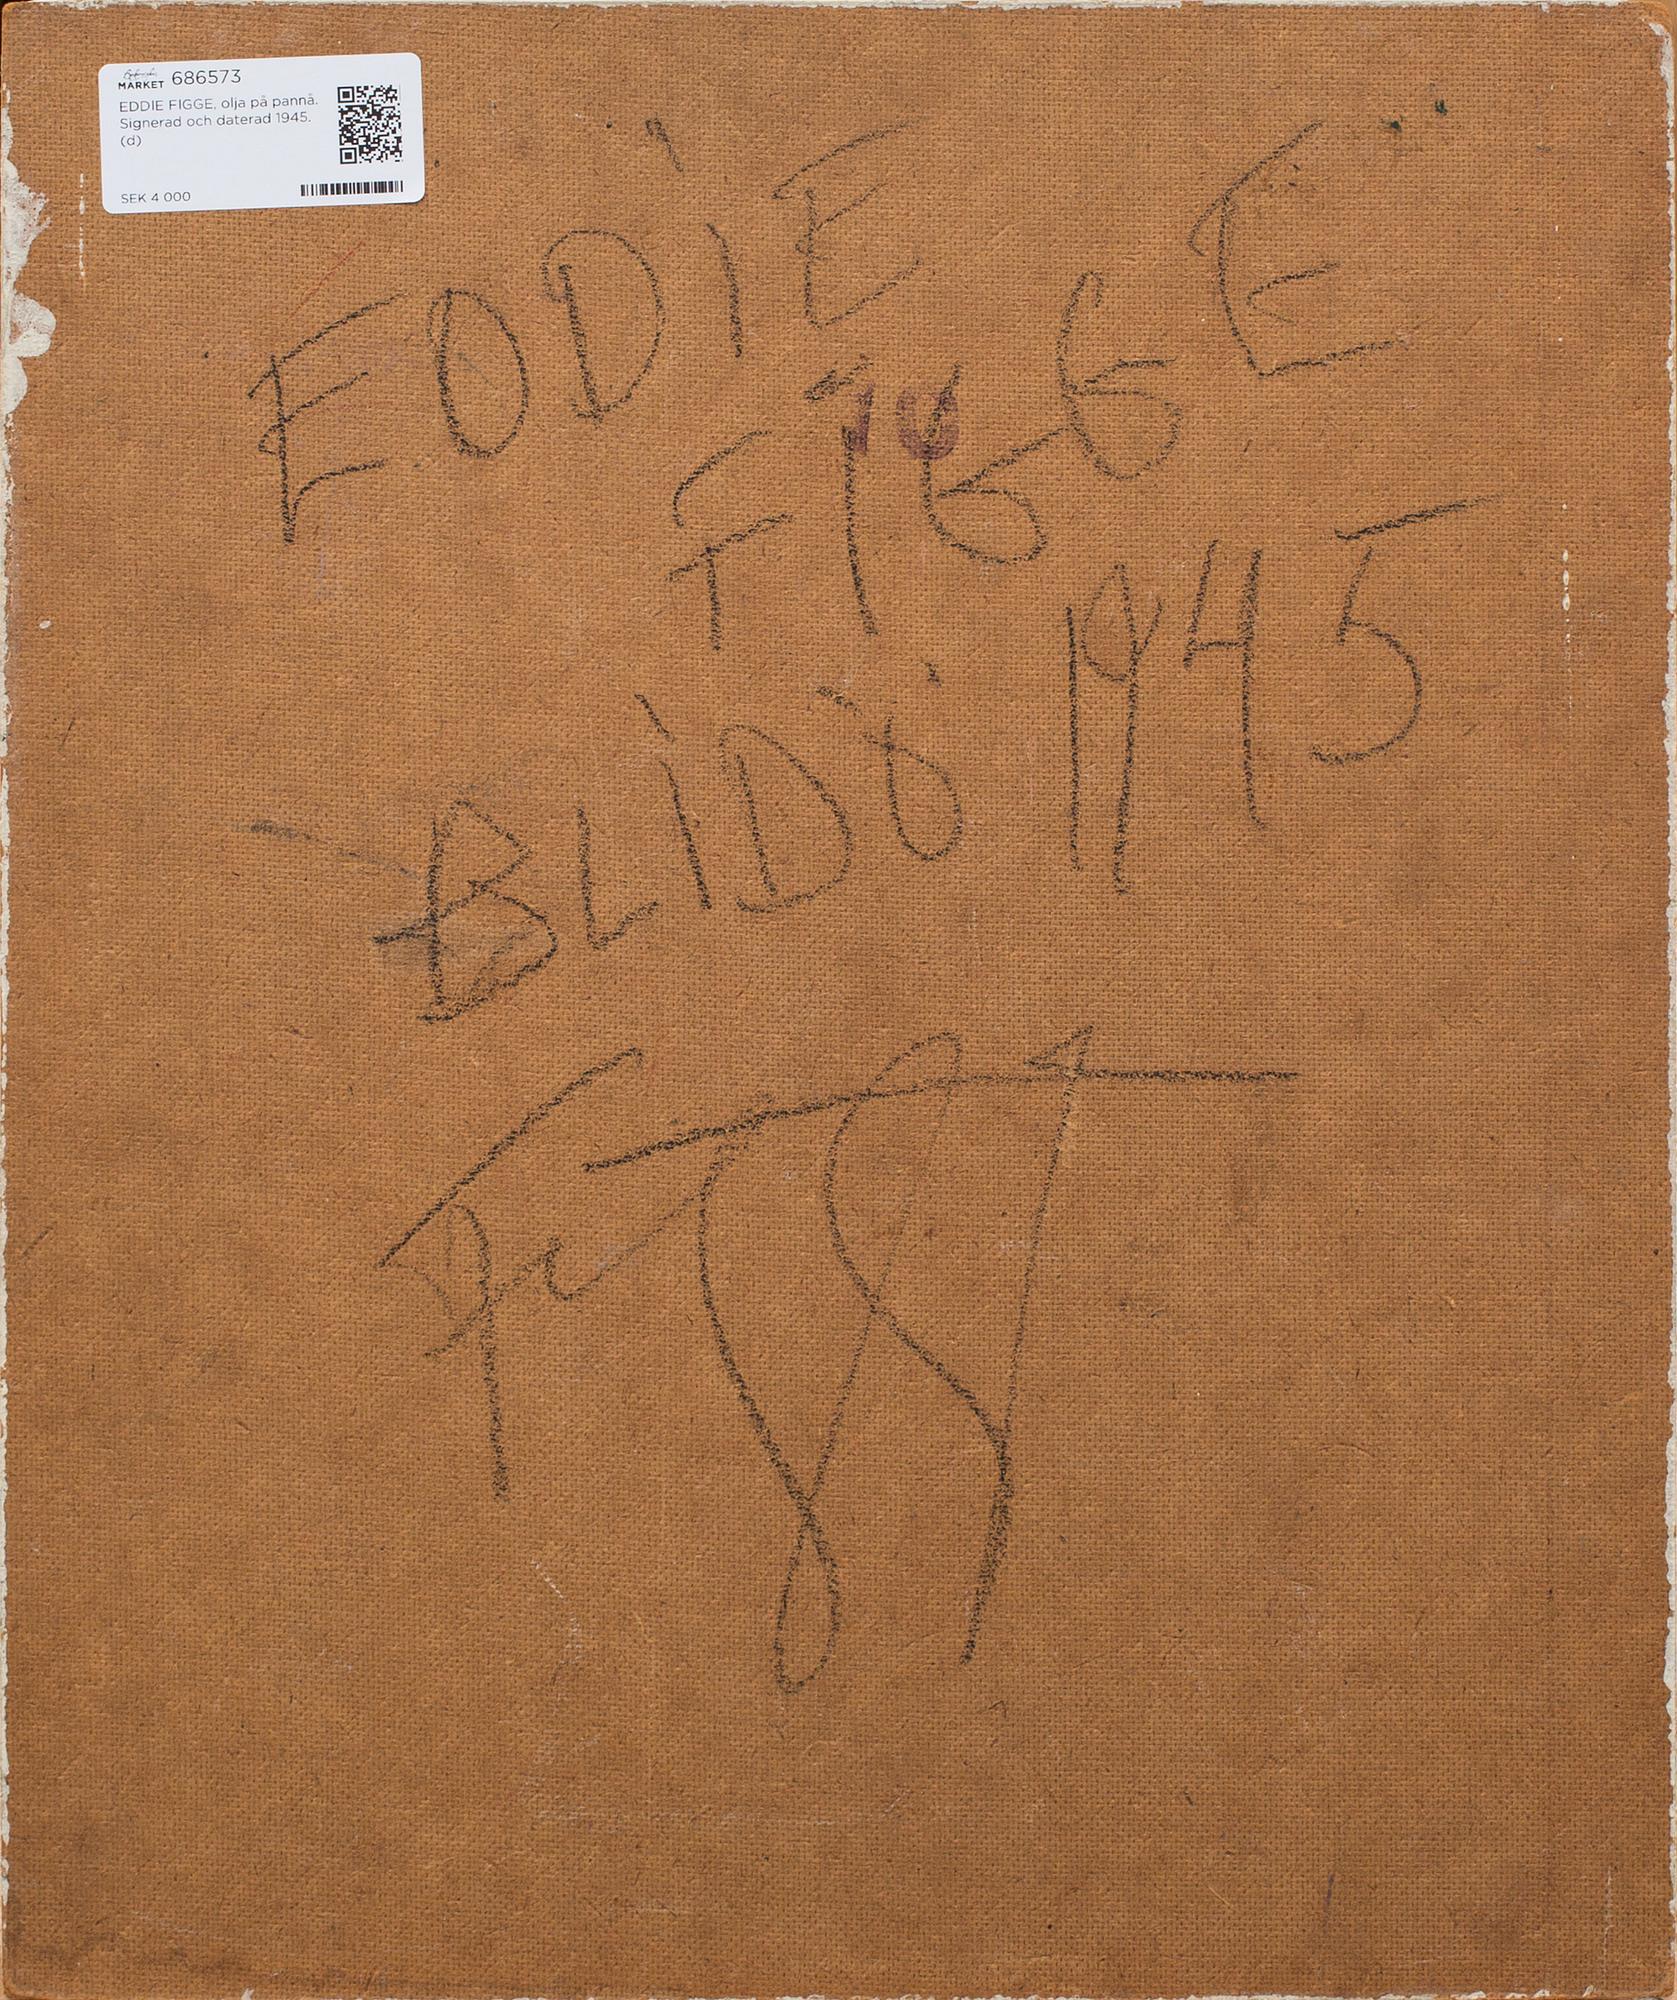 MARKET 686573
EDDIE FIGGE, olja på pannå.
Signerad och daterad 1945.
(d)
SEK 4 000
EDDIE
FIGGE
10
BLIDÖ 1945